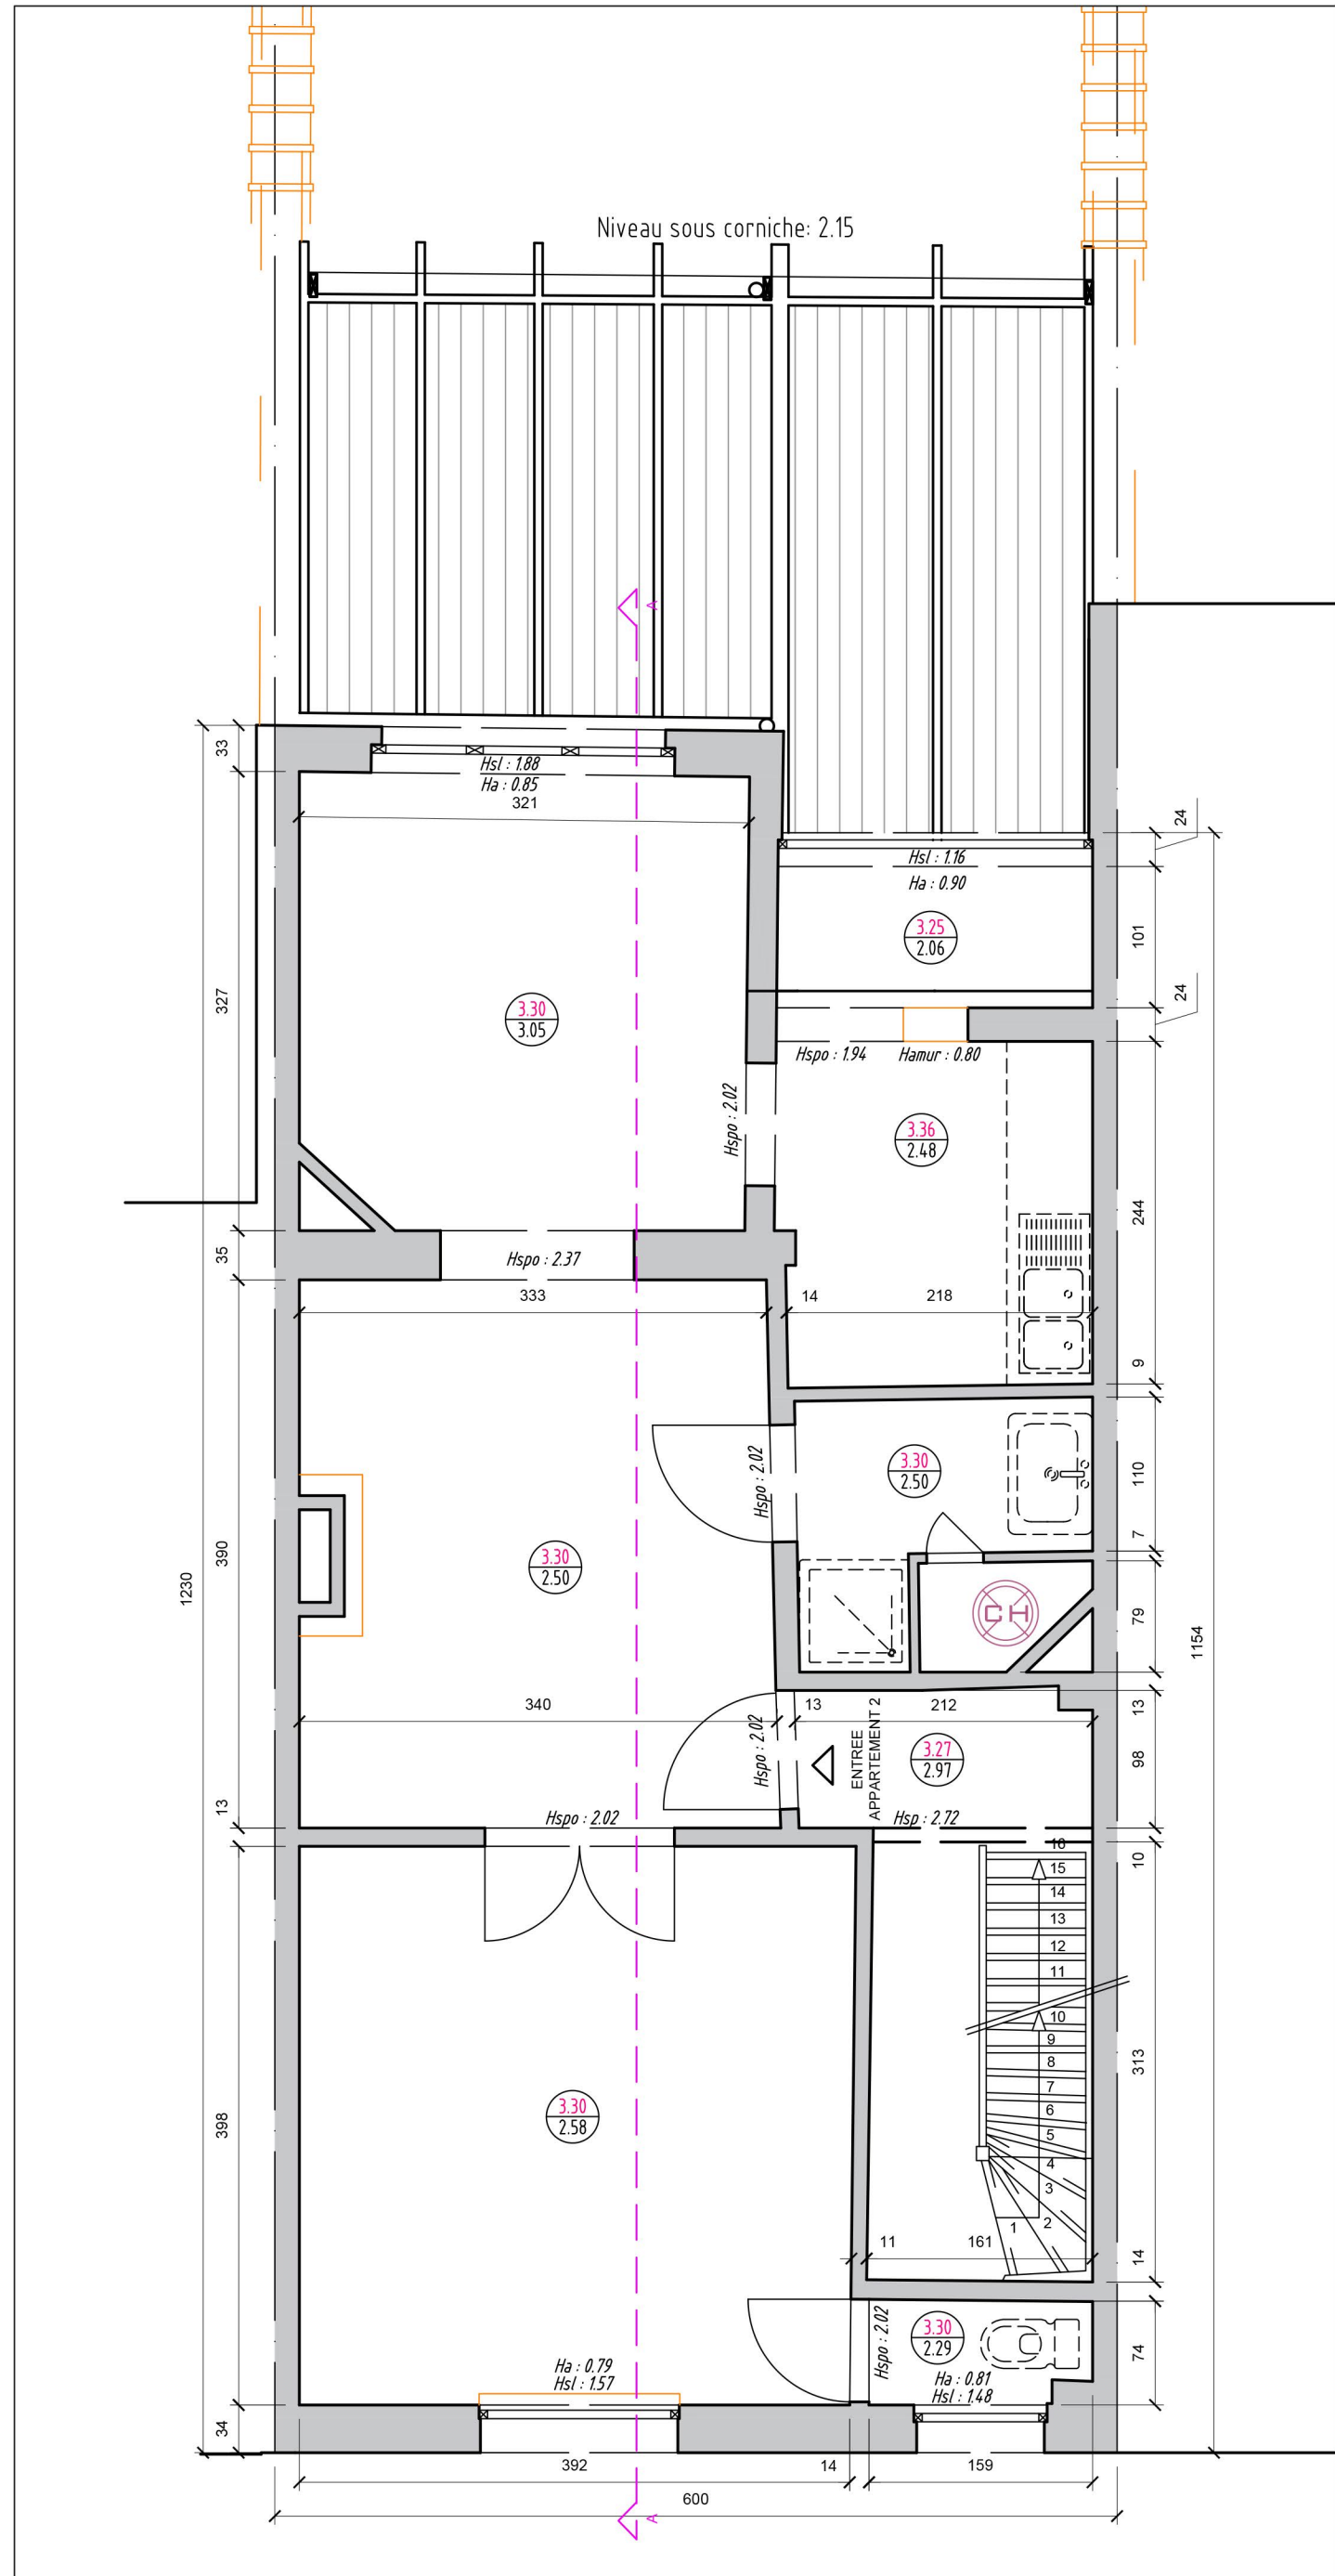 Niveau sous corniche: 2.15
A
33
Hsl : 1.88
Ha : 0.85
321
24
Hsl : 1.16
Ha : 0.90
3.25
2.06
101
327
3.30
3.05
24
Hspo : 1.94
Hamur : 0.80
Hspo : 2.02
3.36
2.48
244
35
Hspo : 2.37
333
14
218
9
Hspo : 2.02
3.30
2.50
110
7
390
3.30
2.50
1230
CH
79
1154
340
13
212
13
Hspo : 2.02
ENTREE
APPARTEMENT 2
3.27
2.97
98
13
Hspo : 2.02
Hsp : 2.72
10
16
15
14
13
12
11
10
9
8
7
6
5
4
3
2
1
313
398
3.30
2.58
11
161
14
Hspo : 2.02
3.30
2.29
74
Ha : 0.79
Hsl : 1.57
Ha : 0.81
Hsl : 1.48
34
392
14
159
600
A